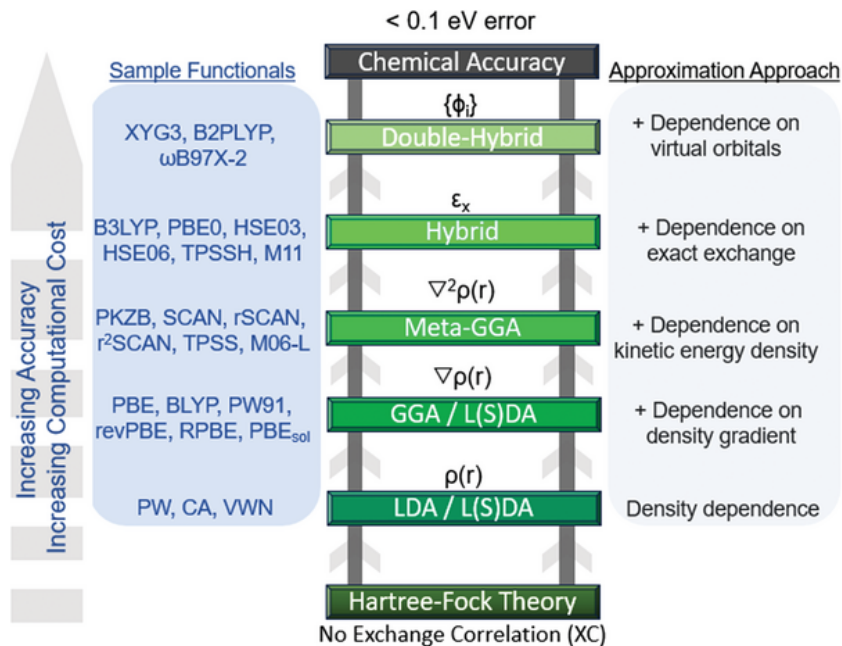 < 0.1 eV error
Sample Functionals
Chemical Accuracy
Approximation Approach
{ϕi}
XYG3, B2PLYP,
ωB97X-2
Double-Hybrid
+ Dependence on
virtual orbitals
εx
B3LYP, PBE0, HSE03,
HSE06, TPSSH, M11
Hybrid
+ Dependence on
exact exchange
∇²ρ(r)
PKZB, SCAN, rSCAN,
r²SCAN, TPSS, M06-L
Meta-GGA
+ Dependence on
kinetic energy density
∇ρ(r)
PBE, BLYP, PW91,
revPBE, RPBE, PBEsol
GGA / L(S)DA
+ Dependence on
density gradient
ρ(r)
PW, CA, VWN
LDA / L(S)DA
Density dependence
Hartree-Fock Theory
No Exchange Correlation (XC)
Increasing Accuracy
Increasing Computational Cost